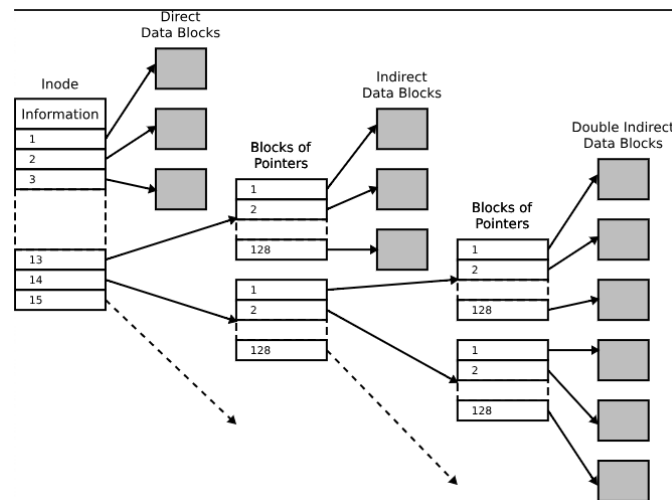 Direct
Data Blocks
Inode
Information
1
2
3
13
14
15
Blocks of
Pointers
1
2
128
1
2
128
Indirect
Data Blocks
Blocks of
Pointers
1
2
128
1
2
128
Double Indirect
Data Blocks